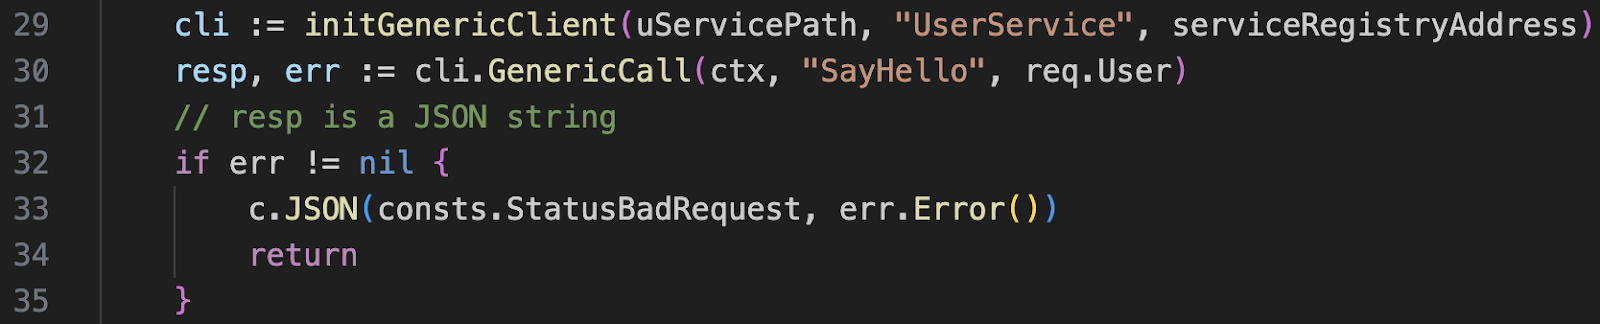 29 cli := initGenericClient(uServicePath, "UserService", serviceRegistryAddress)
30 resp, err := cli.GenericCall(ctx, "SayHello", req.User)
31 // resp is a JSON string
32 if err != nil {
33 c.JSON(consts.StatusBadRequest, err.Error())
34 return
35 }